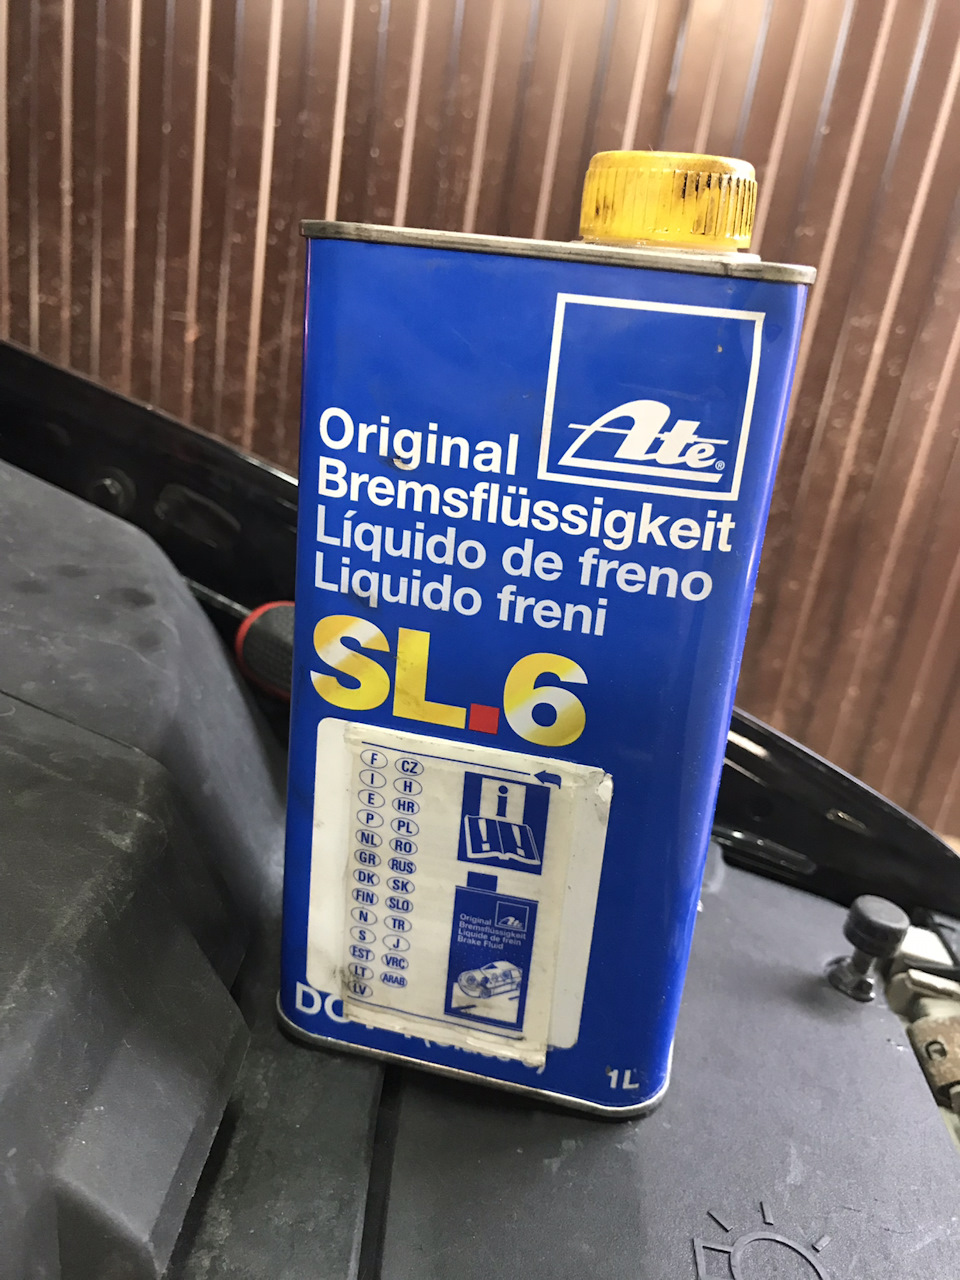 Ate®
Original
Bremsflüssigkeit
Líquido de freno
Liquido freni
SL.6
F CZ
I H
E HR
P PL
NL RO
GR RUS
DK SK
FIN SLO
N TR
S J
EST VRC
LT ARAB
LV
i
Original Ate
Bremsflüssigkeit
Liquide de frein
Brake Fluid
1L